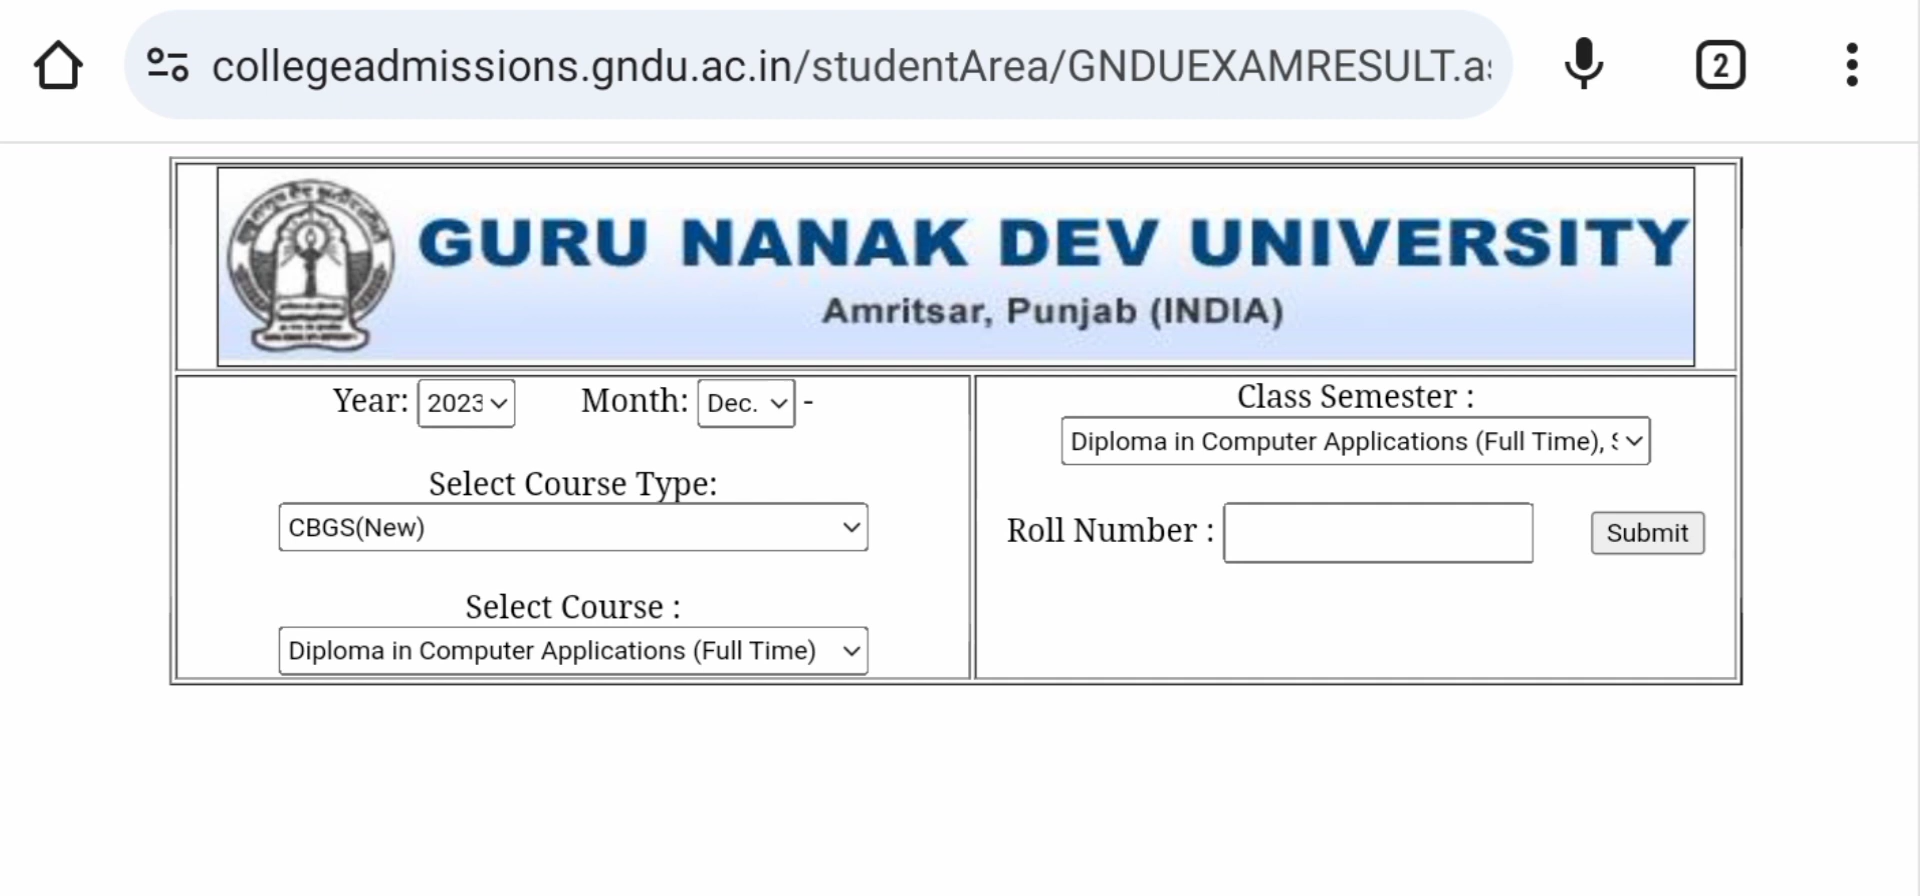 collegeadmissions.gndu.ac.in/studentArea/GNDUEXAMRESULT.as
2
GURU NANAK DEV UNIVERSITY
Amritsar, Punjab (INDIA)
Year: 2023 Month: Dec. -
Select Course Type:
CBGS(New)
Select Course :
Diploma in Computer Applications (Full Time)
Class Semester :
Diploma in Computer Applications (Full Time),
Roll Number : Submit